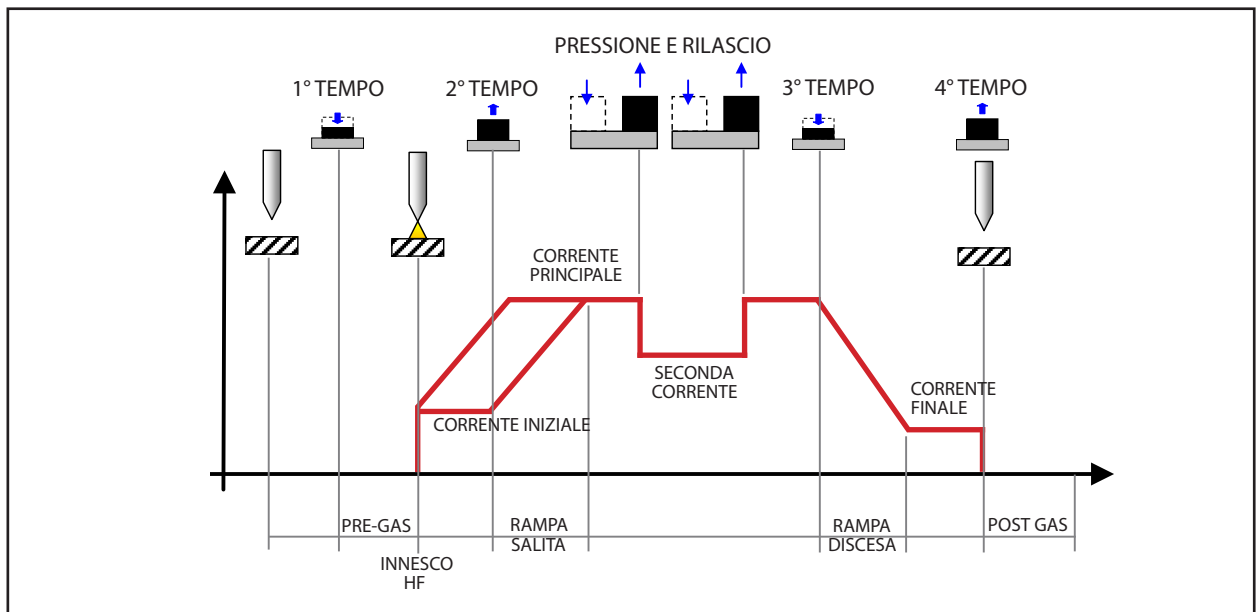 PRESSIONE E RILASCIO
1° TEMPO
2° TEMPO
3° TEMPO
4° TEMPO
CORRENTE
PRINCIPALE
SECONDA
CORRENTE
CORRENTE
FINALE
CORRENTE INIZIALE
PRE-GAS
RAMPA
SALITA
RAMPA
DISCESA
POST GAS
INNESCO
HF